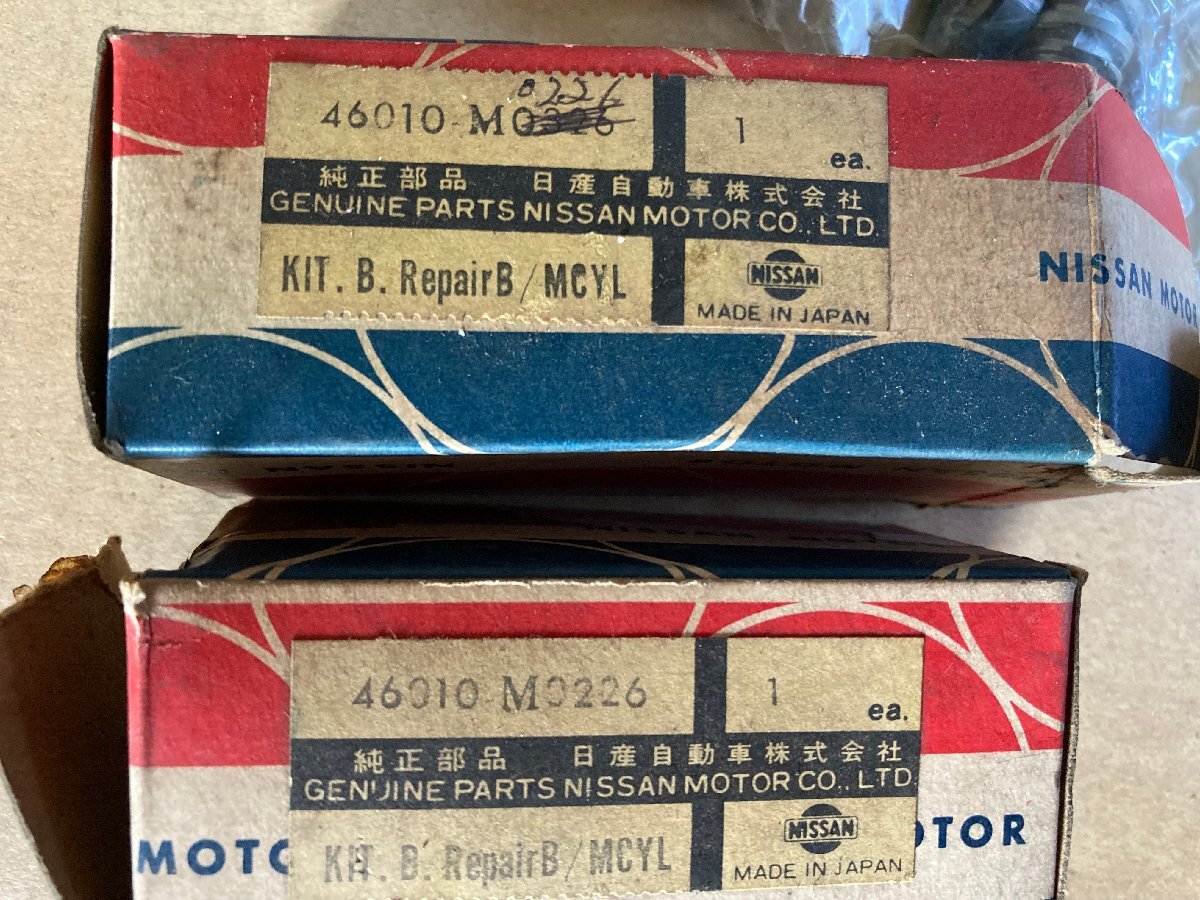 0226
46010-M0326
1
ea.
純正部品 日産自動車株式会社
GENUINE PARTS NISSAN MOTOR CO., LTD.
KIT. B. RepairB/MCYL
NISSAN
MADE IN JAPAN
NISSAN MOTOR
NISSAN
46010-M0226
1
ea.
純正部品 日産自動車株式会社
GENUINE PARTS NISSAN MOTOR CO., LTD
KIT. B. RepairB/MCYL
NISSAN
MADE IN JAPAN
MOTO
OTOR